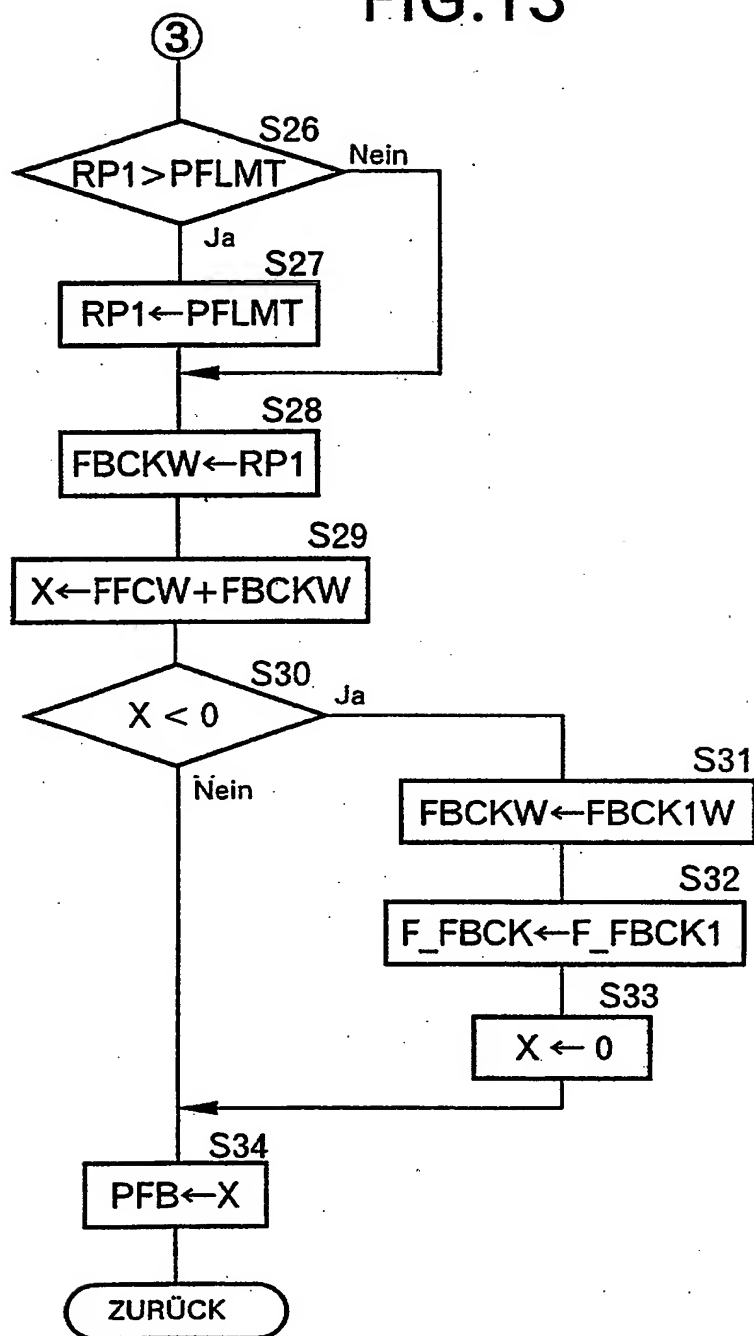 FIG.13
3
S26
RP1>PFLMT
Nein
Ja
S27
RP1←PFLMT
S28
FBCKW←RP1
S29
X←FFCW+FBCKW
S30
X < 0
Ja
Nein
S31
FBCKW←FBCK1W
S32
F_FBCK←F_FBCK1
S33
X ← 0
S34
PFB←X
ZURÜCK